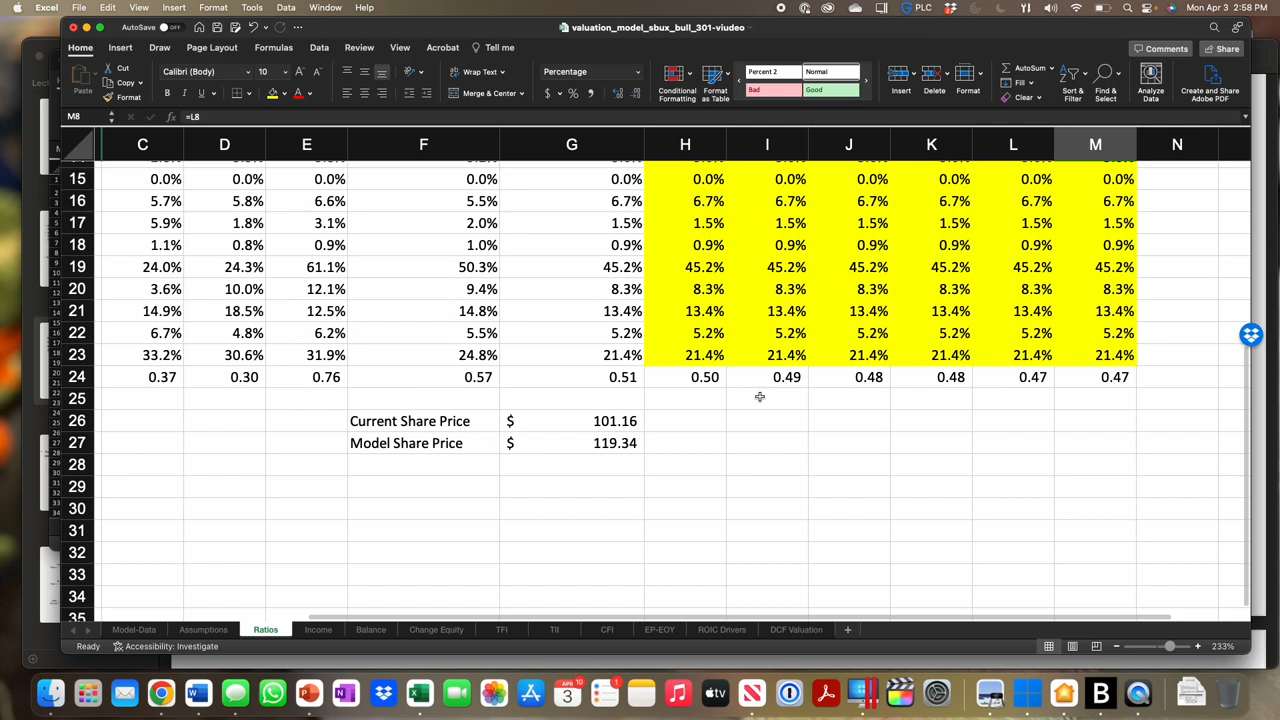 Excel File Edit View Insert Format Tools Data Window Help PLC Mon Apr 3 2:58 PM
AutoSave OFF valuation_model_sbux_bull_301-viudeo
Home Insert Draw Page Layout Formulas Data Review View Acrobat Tell me Comments Share
Paste Cut Copy Format Calibri (Body) 10 Wrap Text Merge & Center Percentage Conditional Formatting Format as Table Percent 2 Normal Bad Good Insert Delete Format AutoSum Fill Clear Sort & Filter Find & Select Analyze Data Create and Share Adobe PDF
M8 fx =L8
C D E F G H I J K L M N
15 0.0% 0.0% 0.0% 0.0% 0.0% 0.0% 0.0% 0.0% 0.0% 0.0% 0.0%
16 5.7% 5.8% 6.6% 5.5% 6.7% 6.7% 6.7% 6.7% 6.7% 6.7% 6.7%
17 5.9% 1.8% 3.1% 2.0% 1.5% 1.5% 1.5% 1.5% 1.5% 1.5% 1.5%
18 1.1% 0.8% 0.9% 1.0% 0.9% 0.9% 0.9% 0.9% 0.9% 0.9% 0.9%
19 24.0% 24.3% 61.1% 50.3% 45.2% 45.2% 45.2% 45.2% 45.2% 45.2% 45.2%
20 3.6% 10.0% 12.1% 9.4% 8.3% 8.3% 8.3% 8.3% 8.3% 8.3% 8.3%
21 14.9% 18.5% 12.5% 14.8% 13.4% 13.4% 13.4% 13.4% 13.4% 13.4% 13.4%
22 6.7% 4.8% 6.2% 5.5% 5.2% 5.2% 5.2% 5.2% 5.2% 5.2% 5.2%
23 33.2% 30.6% 31.9% 24.8% 21.4% 21.4% 21.4% 21.4% 21.4% 21.4% 21.4%
24 0.37 0.30 0.76 0.57 0.51 0.50 0.49 0.48 0.48 0.47 0.47
25
26 Current Share Price $ 101.16
27 Model Share Price $ 119.34
28
29
30
31
32
33
34
35
Model-Data Assumptions Ratios Income Balance Change Equity TFI TII CFI EP-EOY ROIC Drivers DCF Valuation
Ready Accessibility: Investigate 233%